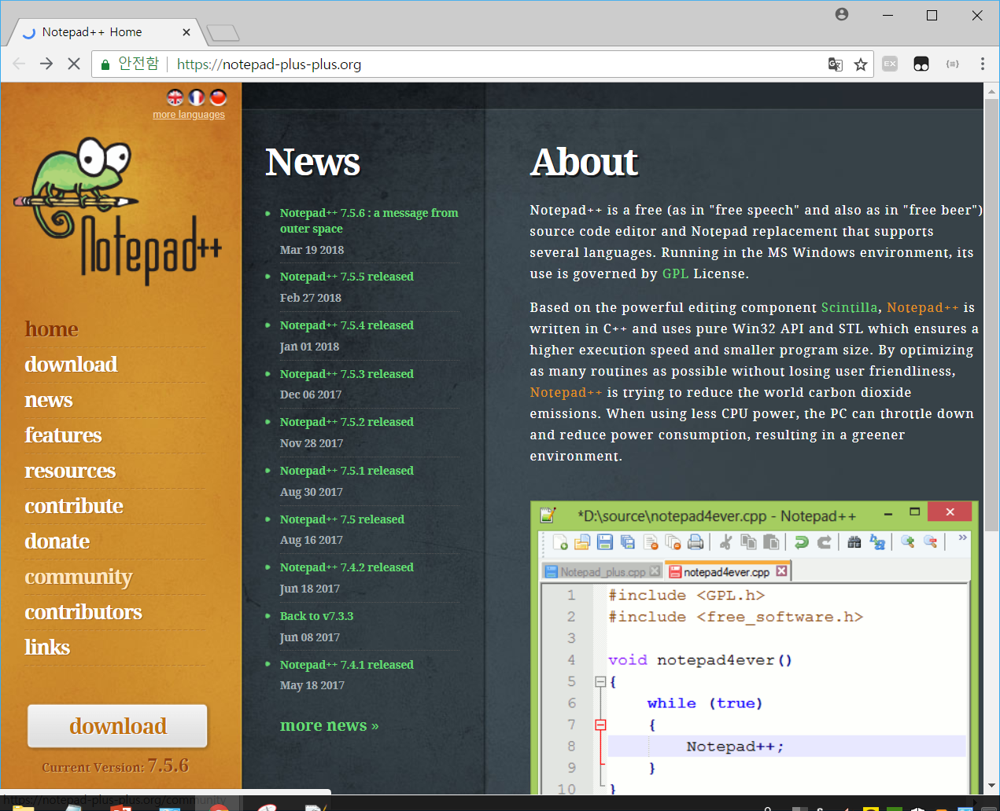 Notepad++ Home
안전함 https://notepad-plus-plus.org
EX
more languages
Notepad++
home
download
news
features
resources
contribute
donate
community
contributors
links
download
Current Version: 7.5.6
https://notepad-plus-plus.org/community
News
Notepad++ 7.5.6 : a message from
outer space
Mar 19 2018
Notepad++ 7.5.5 released
Feb 27 2018
Notepad++ 7.5.4 released
Jan 01 2018
Notepad++ 7.5.3 released
Dec 06 2017
Notepad++ 7.5.2 released
Nov 28 2017
Notepad++ 7.5.1 released
Aug 30 2017
Notepad++ 7.5 released
Aug 16 2017
Notepad++ 7.4.2 released
Jun 18 2017
Back to v7.3.3
Jun 08 2017
Notepad++ 7.4.1 released
May 18 2017
more news »
About
Notepad++ is a free (as in "free speech" and also as in "free beer")
source code editor and Notepad replacement that supports
several languages. Running in the MS Windows environment, its
use is governed by GPL License.
Based on the powerful editing component Scintilla, Notepad++ is
written in C++ and uses pure Win32 API and STL which ensures a
higher execution speed and smaller program size. By optimizing
as many routines as possible without losing user friendliness,
Notepad++ is trying to reduce the world carbon dioxide
emissions. When using less CPU power, the PC can throttle down
and reduce power consumption, resulting in a greener
environment.
*D:\source\notepad4ever.cpp - Notepad++
Notepad_plus.cpp notepad4ever.cpp
1 #include <GPL.h>
2 #include <free_software.h>
3
4 void notepad4ever()
5 {
6 while (true)
7 {
8 Notepad++;
9 }
10 }